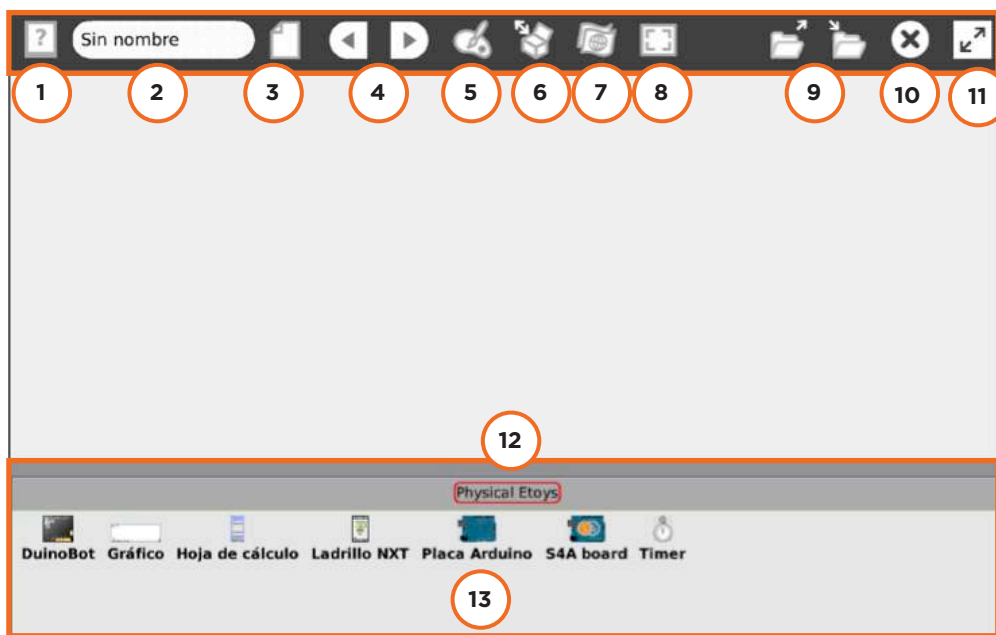 ? Sin nombre
1 2 3 4 5 6 7 8 9 10 11
12
Physical Etoys
DuinoBot Gráfico Hoja de cálculo Ladrillo NXT Placa Arduino S4A board Timer
13